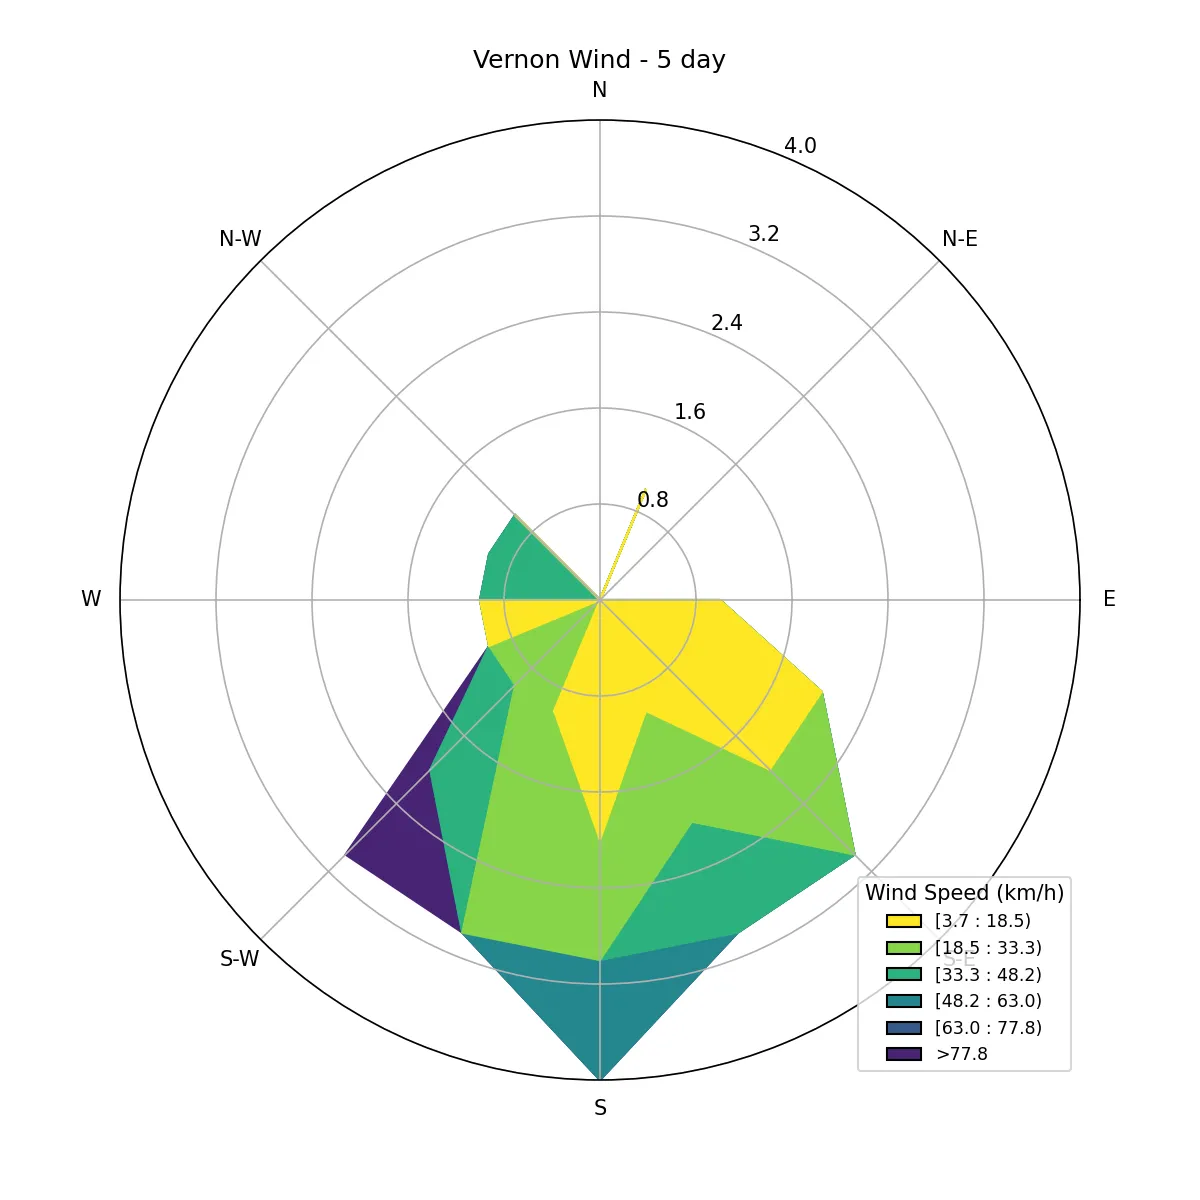 Vernon Wind - 5 day
N
4.0
N-W
3.2
N-E
2.4
1.6
0.8
W
E
Wind Speed (km/h)
[3.7 : 18.5)
[18.5 : 33.3)
S-W
S-E
[33.3 : 48.2)
[48.2 : 63.0)
[63.0 : 77.8)
>77.8
S